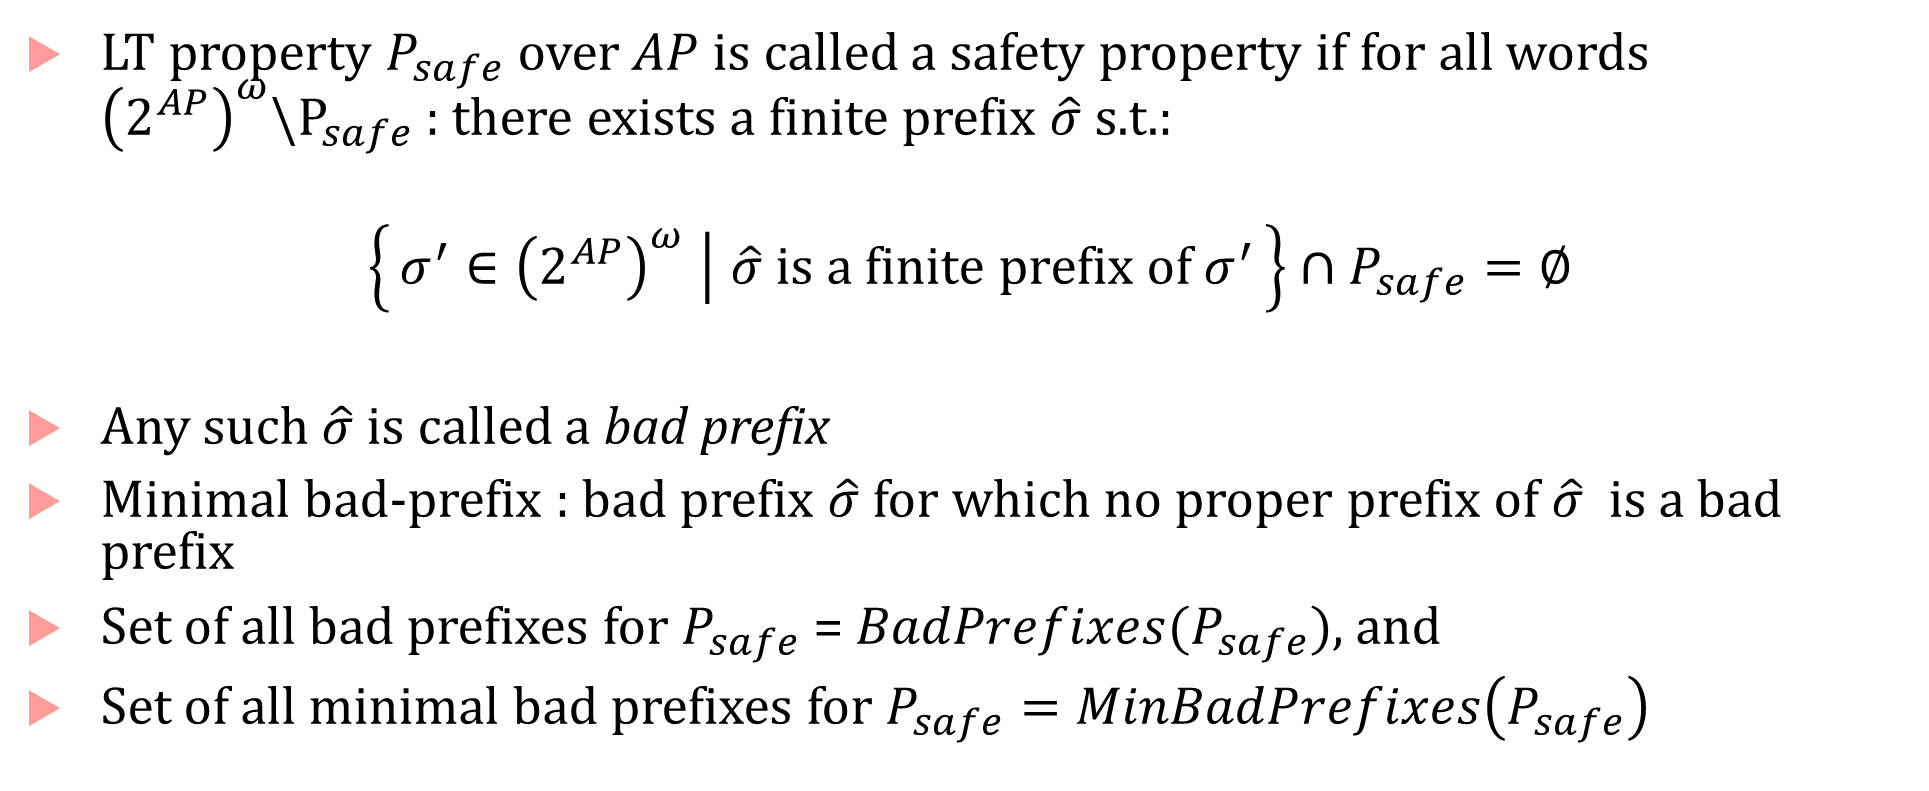 ▶ LT property P_safe over AP is called a safety property if for all words
(2^AP)^ω\P_safe : there exists a finite prefix σ̂ s.t.:
{ σ′ ∈ (2^AP)^ω | σ̂ is a finite prefix of σ′ } ∩ P_safe = ∅
▶ Any such σ̂ is called a bad prefix
▶ Minimal bad-prefix : bad prefix σ̂ for which no proper prefix of σ̂ is a bad
prefix
▶ Set of all bad prefixes for P_safe = BadPrefixes(P_safe), and
▶ Set of all minimal bad prefixes for P_safe = MinBadPrefixes(P_safe)